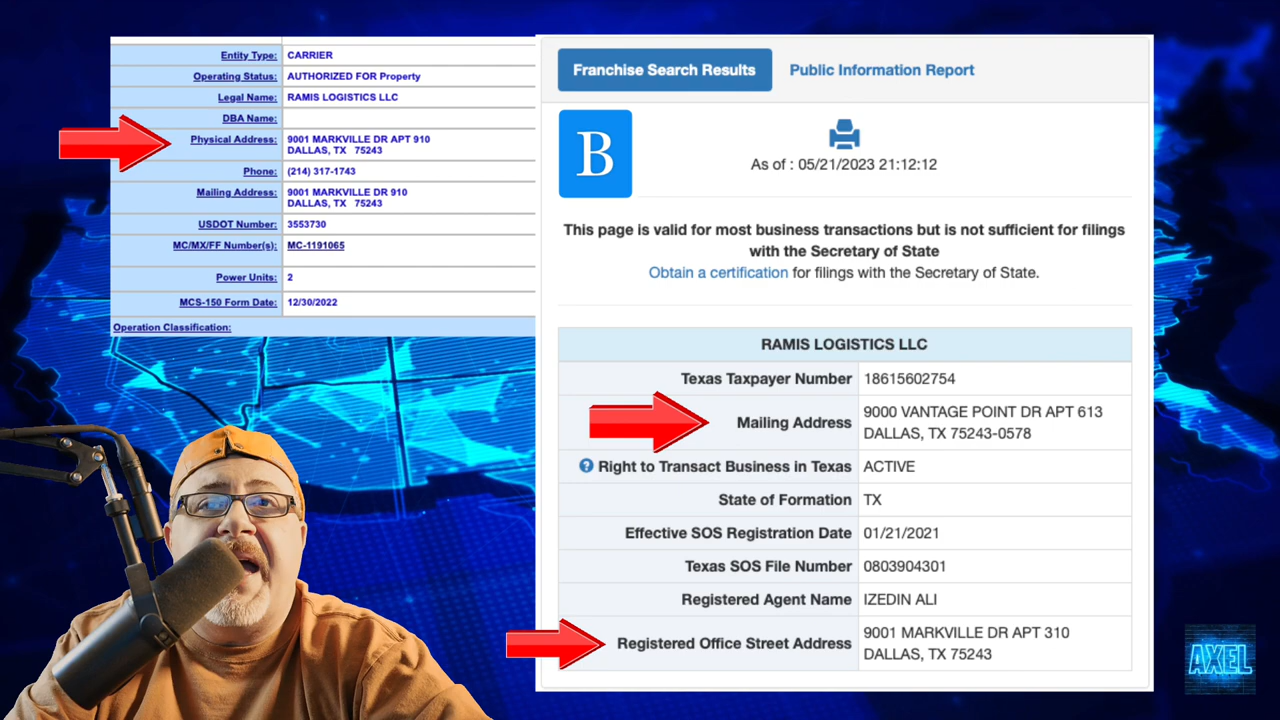 Entity Type: CARRIER
Operating Status: AUTHORIZED FOR Property
Legal Name: RAMIS LOGISTICS LLC
DBA Name:
Physical Address: 9001 MARKVILLE DR APT 910
DALLAS, TX 75243
Phone: (214) 317-1743
Mailing Address: 9001 MARKVILLE DR 910
DALLAS, TX 75243
USDOT Number: 3553730
MC/MX/FF Number(s): MC-1191065
Power Units: 2
MCS-150 Form Date: 12/30/2022
Operation Classification:
Franchise Search Results Public Information Report
B
As of : 05/21/2023 21:12:12
This page is valid for most business transactions but is not sufficient for filings
with the Secretary of State
Obtain a certification for filings with the Secretary of State.
RAMIS LOGISTICS LLC
Texas Taxpayer Number 18615602754
Mailing Address 9000 VANTAGE POINT DR APT 613
DALLAS, TX 75243-0578
? Right to Transact Business in Texas ACTIVE
State of Formation TX
Effective SOS Registration Date 01/21/2021
Texas SOS File Number 0803904301
Registered Agent Name IZEDIN ALI
Registered Office Street Address 9001 MARKVILLE DR APT 310
DALLAS, TX 75243
AXEL